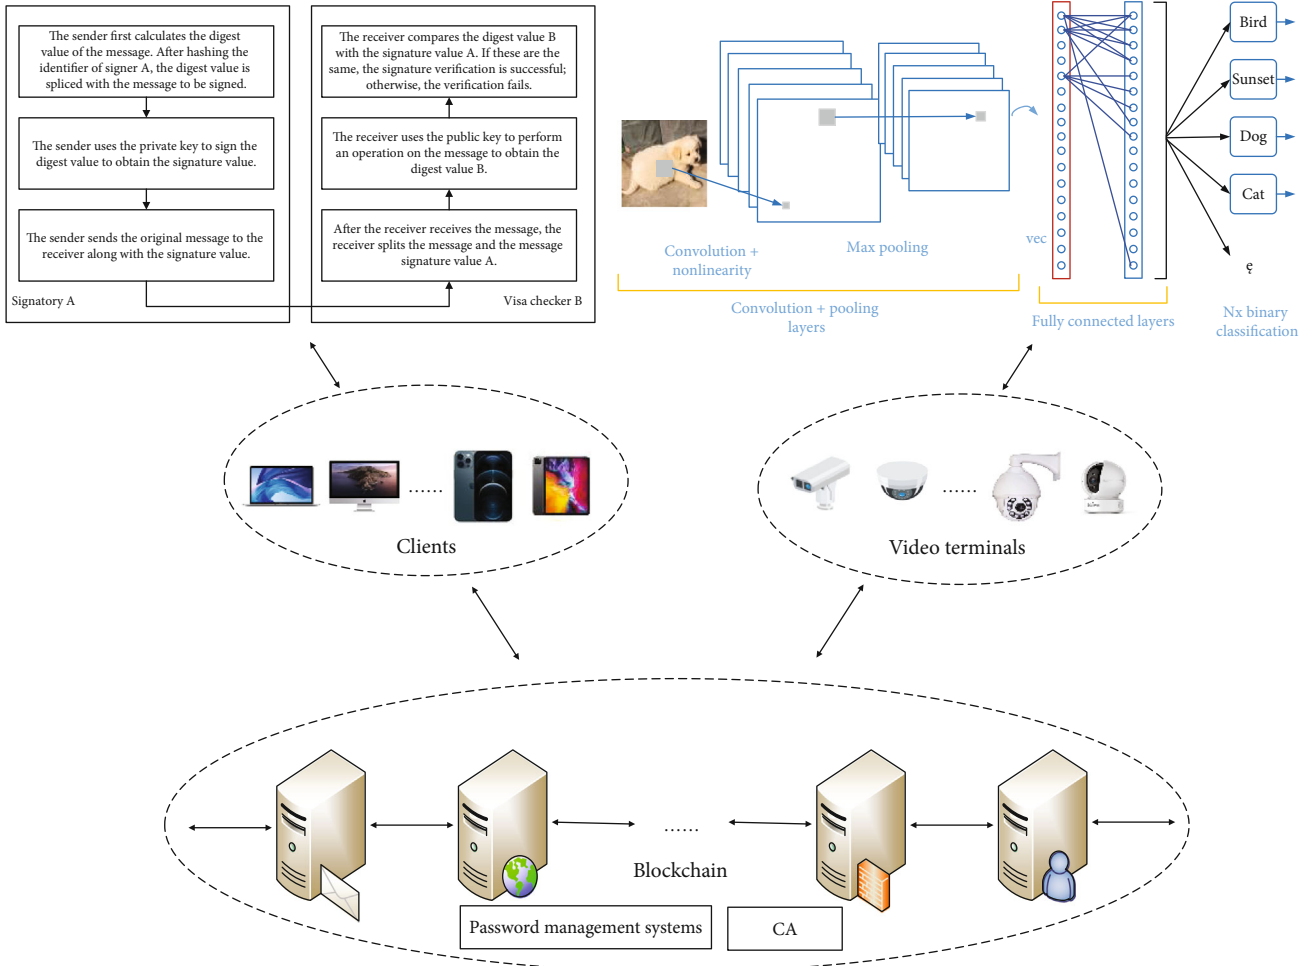 The sender first calculates the digest
value of the message. After hashing the
identifier of signer A, the digest value is
spliced with the message to be signed.
The sender uses the private key to sign the
digest value to obtain the signature value.
The sender sends the original message to the
receiver along with the signature value.
Signatory A
The receiver compares the digest value B
with the signature value A. If these are the
same, the signature verification is successful;
otherwise, the verification fails.
The receiver uses the public key to perform
an operation on the message to obtain the
digest value B.
After the receiver receives the message, the
receiver splits the message and the message
signature value A.
Visa checker B
Convolution +
nonlinearity
Max pooling
Convolution + pooling
layers
vec
Fully connected layers
Bird
Sunset
Dog
Cat
ę
Nx binary
classification
......
Clients
......
Video terminals
......
Blockchain
Password management systems
CA